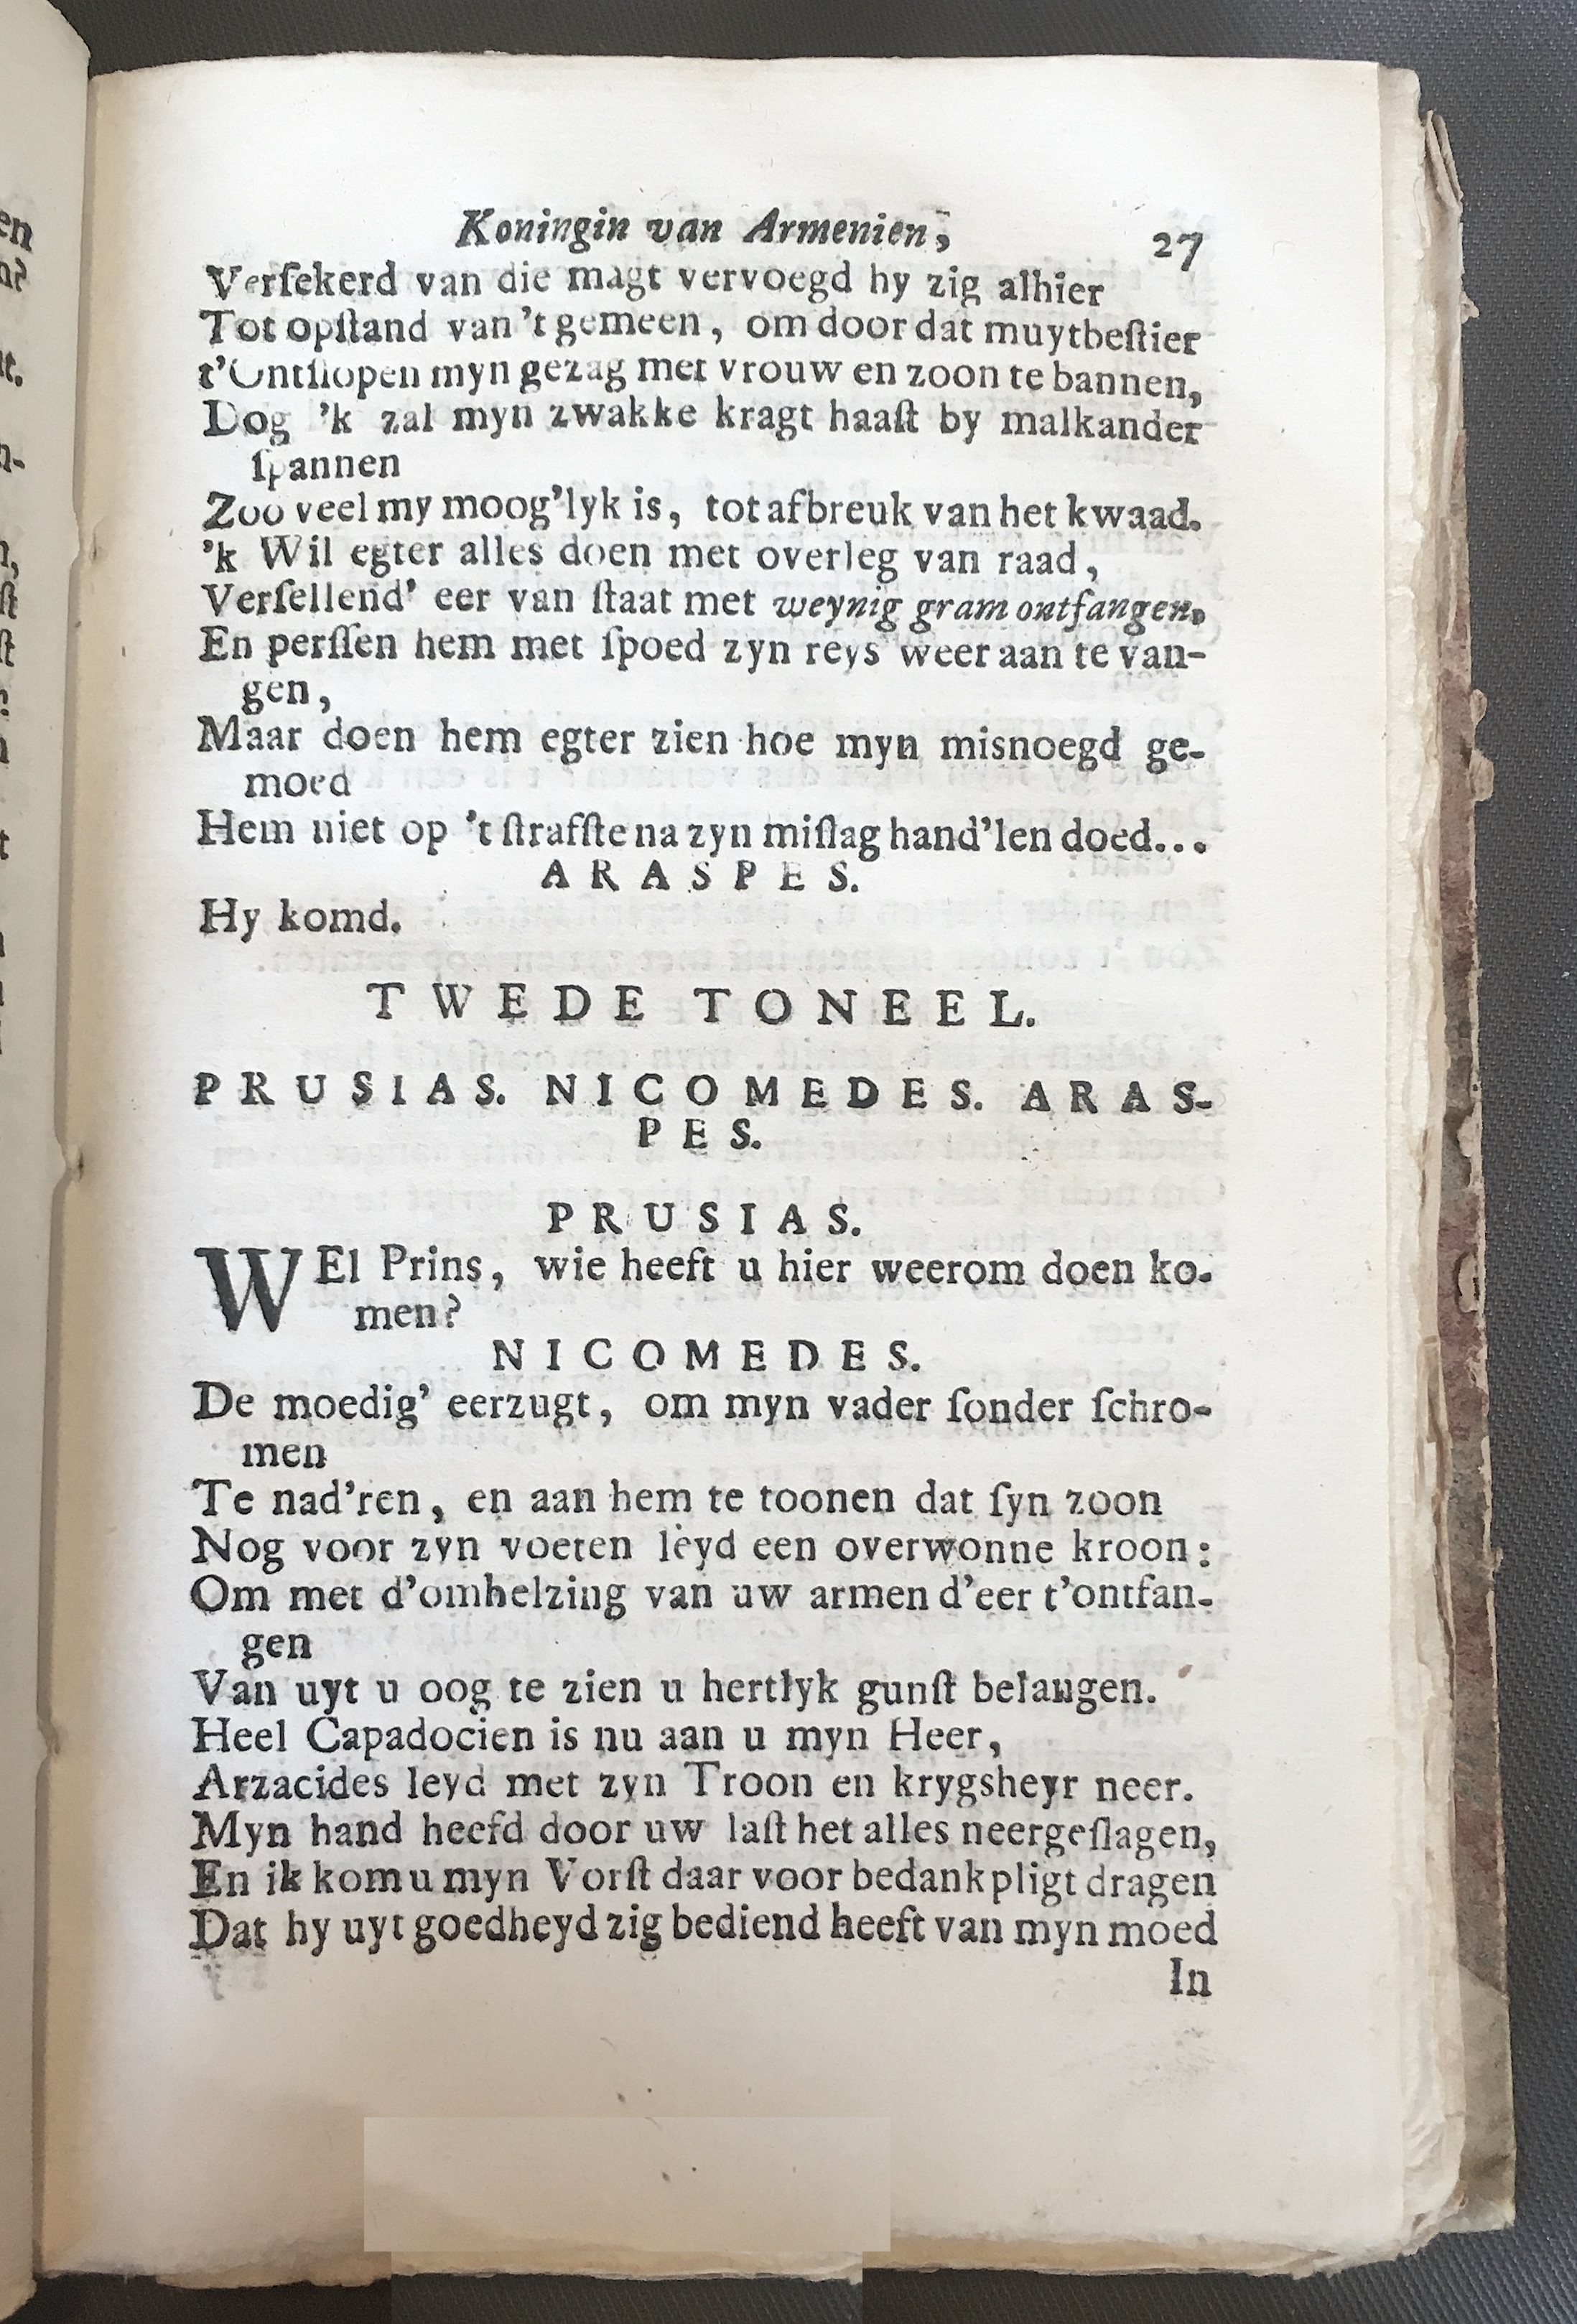 Koningin van Armenien, 27
Verſekerd van die magt vervoegd hy zig alhier
Tot opſtand van 't gemeen, om door dat muytbeſtier
t'Ontſlopen myn gezag met vrouw en zoon te bannen,
Dog 'k zal myn zwakke kragt haaſt by malkander
ſpannen
Zoo veel my moog'lyk is, tot afbreuk van het kwaad.
'k Wil egter alles doen met overleg van raad,
Verſellend' eer van ſtaat met weynig gram ontfangen,
En perſſen hem met ſpoed zyn reys weer aan te van-
gen,
Maar doen hem egter zien hoe myn misnoegd ge-
moed
Hem niet op 't ſtrafſte na zyn miſlag hand'len doed...
ARASPES.
Hy komd.
TWEDE TONEEL.
PRUSIAS. NICOMEDES. ARAS-
PES.
PRUSIAS.
WEl Prins, wie heeft u hier weerom doen ko-
men?
NICOMEDES.
De moedig' eerzugt, om myn vader ſonder ſchro-
men
Te nad'ren, en aan hem te toonen dat ſyn zoon
Nog voor zyn voeten lèyd een overwonne kroon:
Om met d'omhelzing van uw armen d'eer t'ontfan-
gen
Van uyt u oog te zien u hertlyk gunſt belangen.
Heel Capadocien is nu aan u myn Heer,
Arzacides leyd met zyn Troon en krygsheyr neer.
Myn hand heefd door uw laſt het alles neergeſlagen,
En ik kom u myn Vorſt daar voor bedankpligt dragen
Dat hy uyt goedheyd zig bediend heeft van myn moed
In